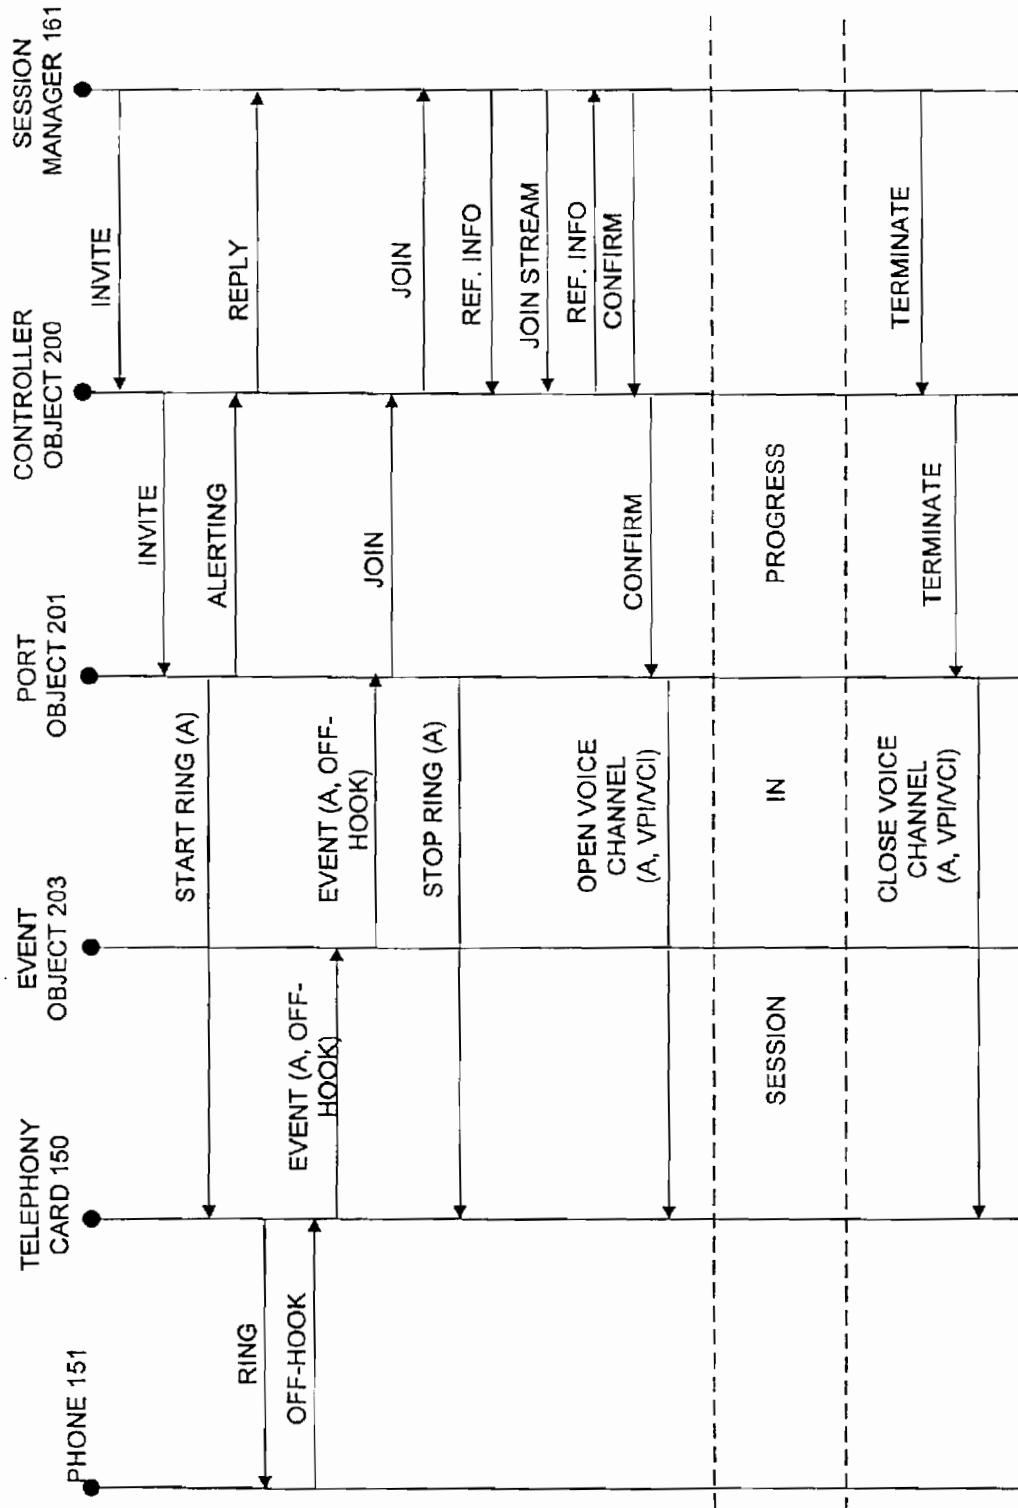 PHONE 151
TELEPHONY
CARD 150
EVENT
OBJECT 203
PORT
OBJECT 201
CONTROLLER
OBJECT 200
SESSION
MANAGER 161
INVITE
INVITE
START RING (A)
ALERTING
REPLY
RING
OFF-HOOK
EVENT (A, OFF-
HOOK)
EVENT (A, OFF-
HOOK)
JOIN
JOIN
STOP RING (A)
REF. INFO
JOIN STREAM
REF. INFO
CONFIRM
CONFIRM
OPEN VOICE
CHANNEL
(A, VPI/VCI)
SESSION
IN
PROGRESS
TERMINATE
TERMINATE
CLOSE VOICE
CHANNEL
(A, VPI/VCI)